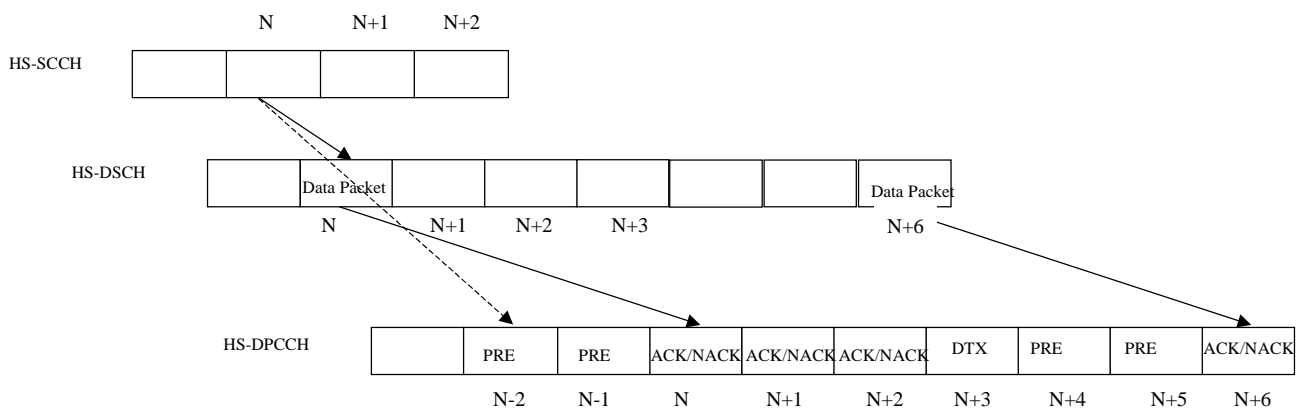 N N+1 N+2
HS-SCCH
HS-DSCH
Data Packet Data Packet
N N+1 N+2 N+3 N+6
HS-DPCCH
PRE PRE ACK/NACK ACK/NACK ACK/NACK DTX PRE PRE ACK/NACK
N-2 N-1 N N+1 N+2 N+3 N+4 N+5 N+6